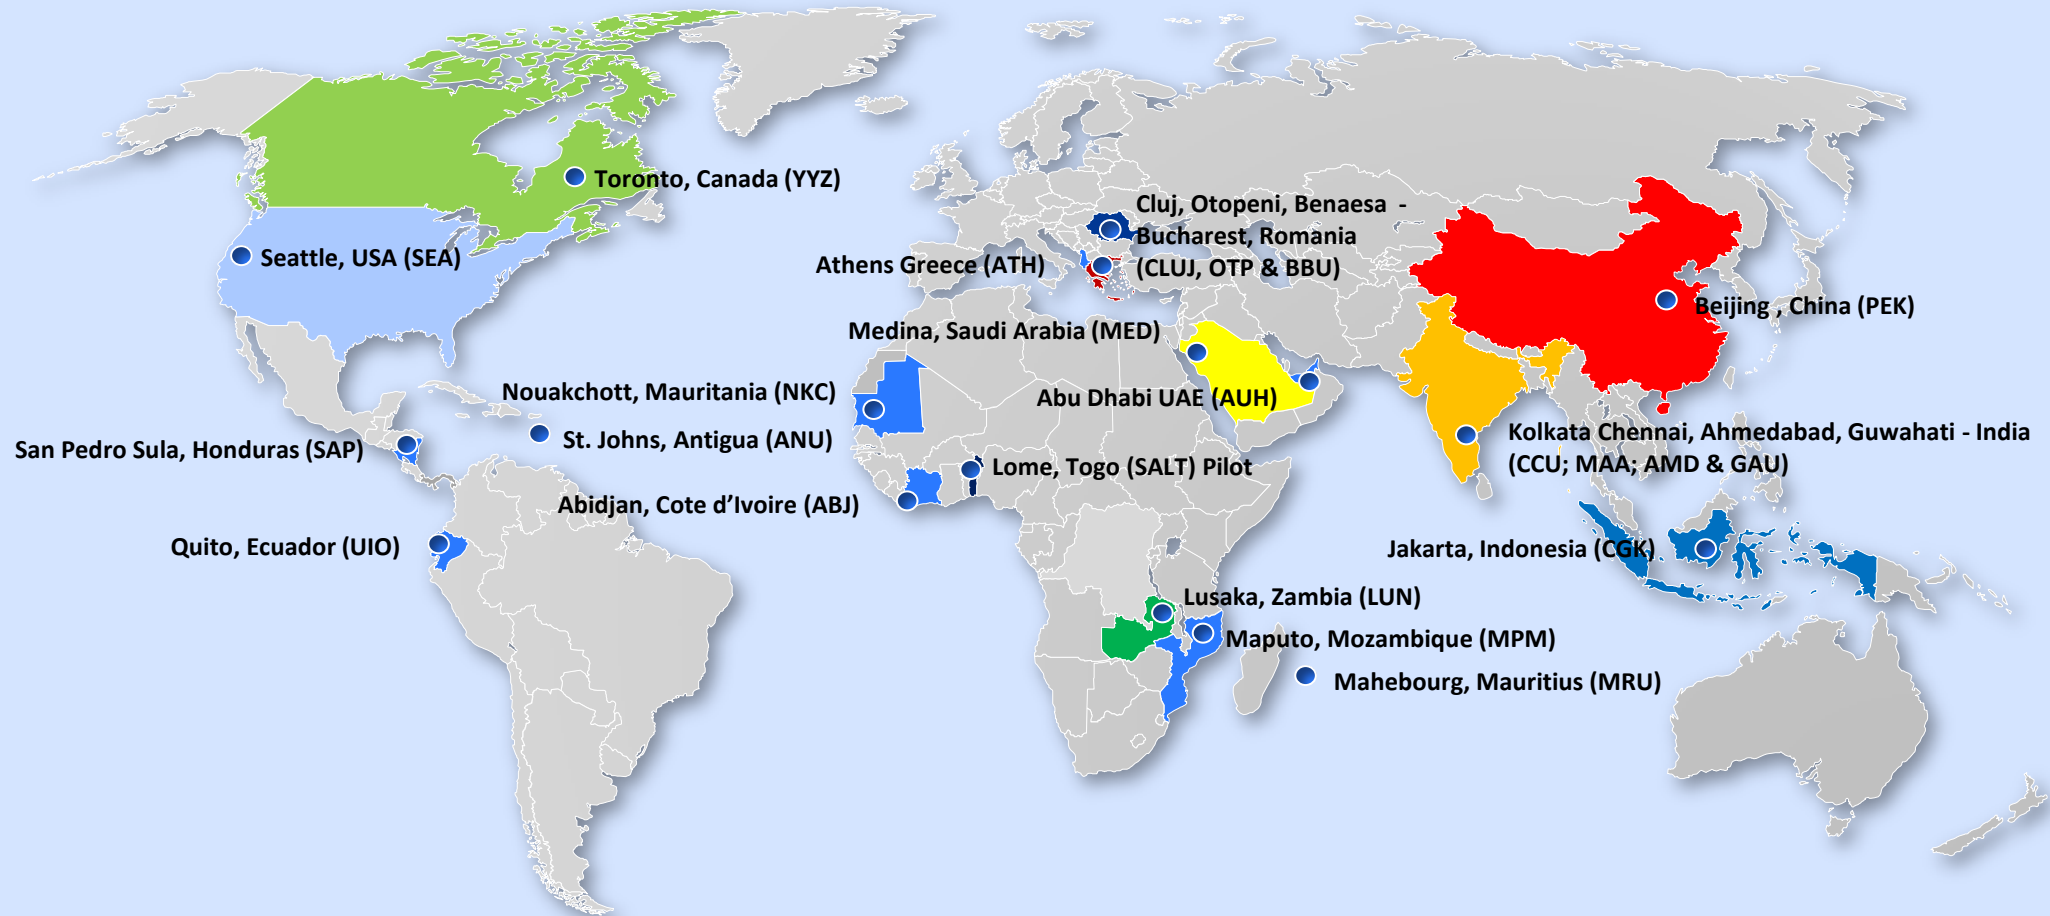 Toronto, Canada (YYZ)
Cluj, Otopeni, Benaesa -
Bucharest, Romania
(CLUJ, OTP & BBU)
Seattle, USA (SEA)
Athens Greece (ATH)
Beijing , China (PEK)
Medina, Saudi Arabia (MED)
Nouakchott, Mauritania (NKC)
Abu Dhabi UAE (AUH)
St. Johns, Antigua (ANU)
San Pedro Sula, Honduras (SAP)
Kolkata Chennai, Ahmedabad, Guwahati - India
(CCU; MAA; AMD & GAU)
Lome, Togo (SALT) Pilot
Abidjan, Cote d’Ivoire (ABJ)
Quito, Ecuador (UIO)
Jakarta, Indonesia (CGK)
Lusaka, Zambia (LUN)
Maputo, Mozambique (MPM)
Mahebourg, Mauritius (MRU)